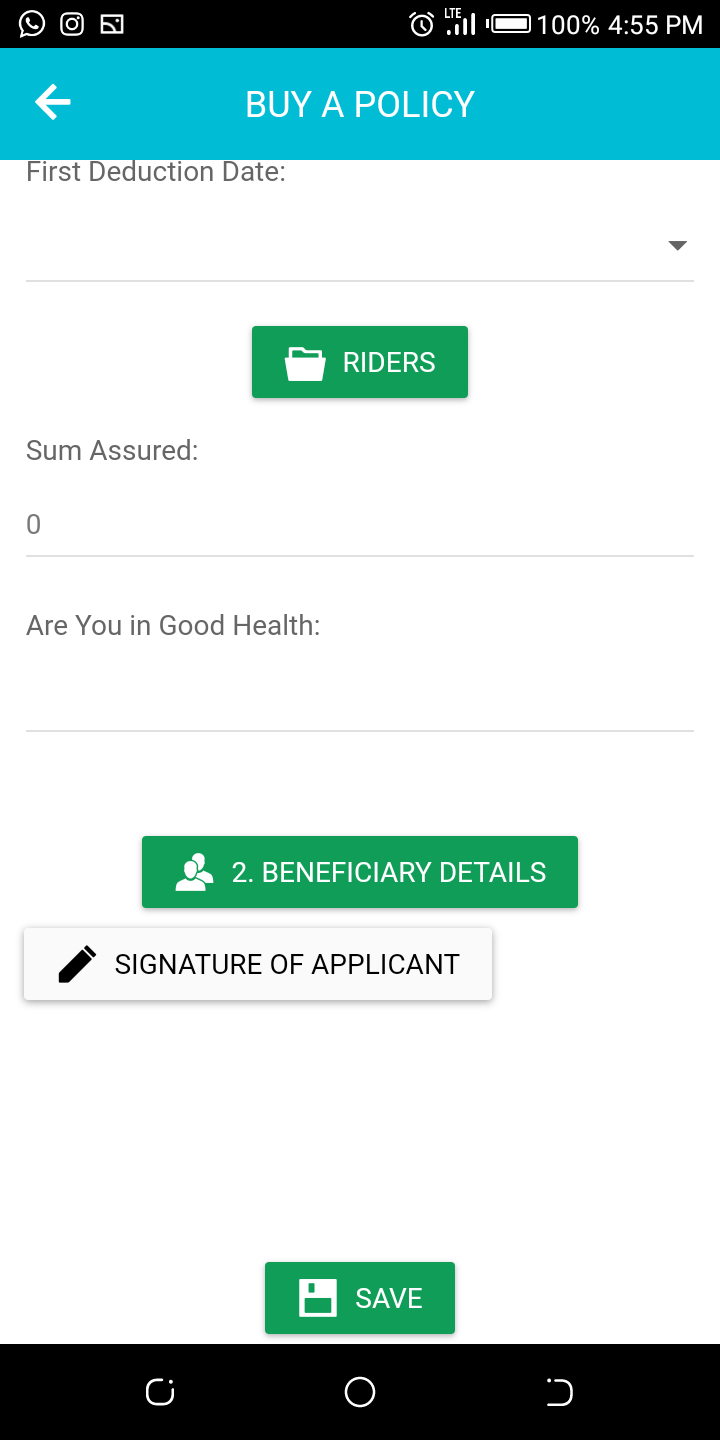 LTE 100% 4:55 PM
BUY A POLICY
First Deduction Date:
RIDERS
Sum Assured:
0
Are You in Good Health:
2. BENEFICIARY DETAILS
SIGNATURE OF APPLICANT
SAVE